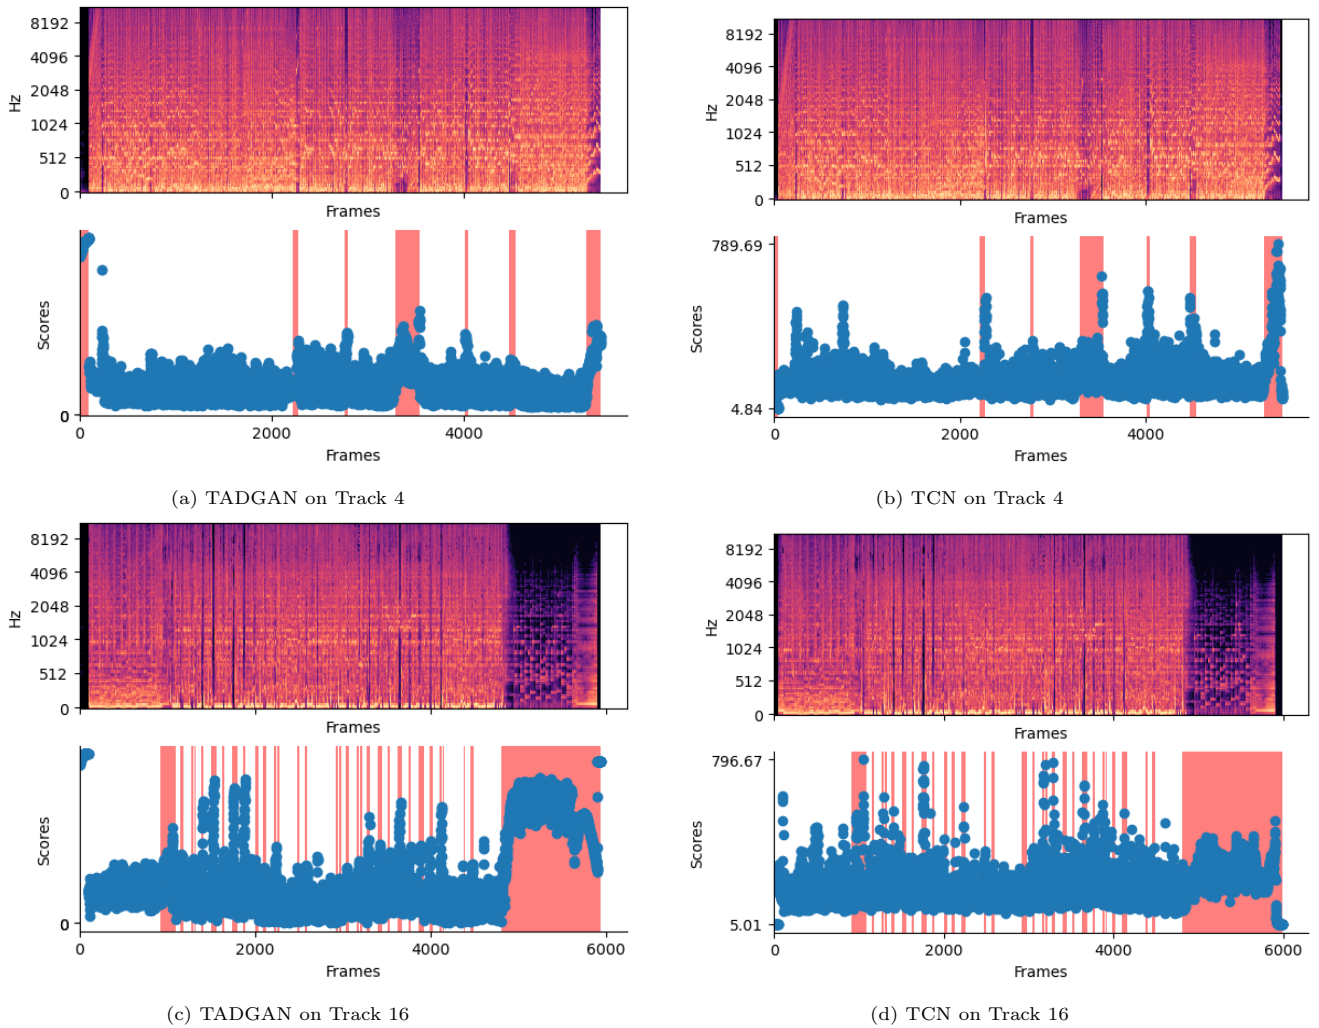 8192
4096
2048
1024
512
0
Hz
Frames
Scores
0
0 2000 4000
Frames
(a) TADGAN on Track 4
8192
4096
2048
1024
512
0
Hz
Frames
789.69
Scores
4.84
0 2000 4000
Frames
(b) TCN on Track 4
8192
4096
2048
1024
512
0
Hz
Frames
Scores
0
0 2000 4000 6000
Frames
(c) TADGAN on Track 16
8192
4096
2048
1024
512
0
Hz
Frames
796.67
Scores
5.01
0 2000 4000 6000
Frames
(d) TCN on Track 16